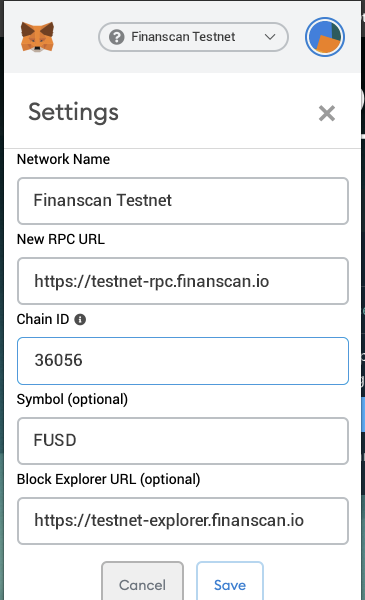 Finanscan Testnet
Settings
Network Name
Finanscan Testnet
New RPC URL
https://testnet-rpc.finanscan.io
Chain ID
36056
Symbol (optional)
FUSD
Block Explorer URL (optional)
https://testnet-explorer.finanscan.io
Cancel Save